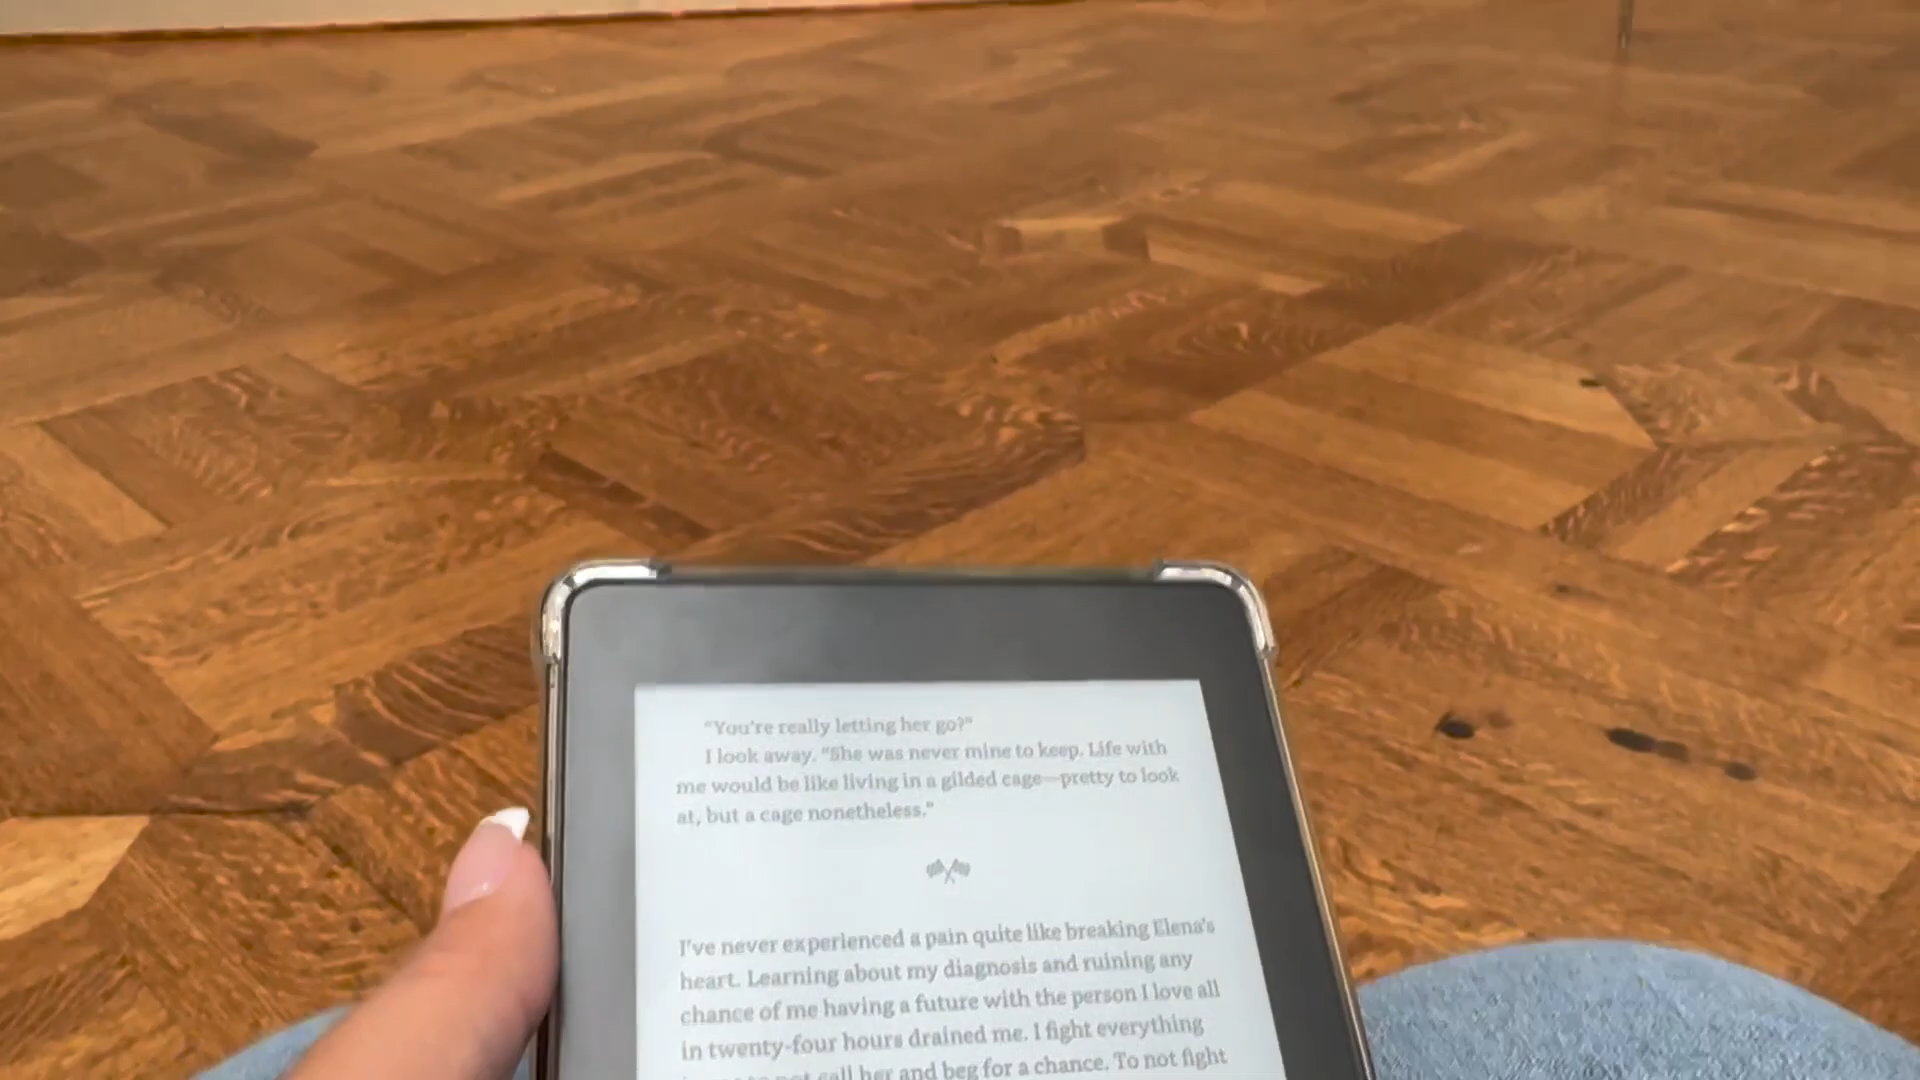 "You're really letting her go?"
I look away. "She was never mine to keep. Life with
me would be like living in a gilded cage—pretty to look
at, but a cage nonetheless."
I've never experienced a pain quite like breaking Elena's
heart. Learning about my diagnosis and ruining any
chance of me having a future with the person I love all
in twenty-four hours drained me. I fight everything
to not call her and beg for a chance. To not fight